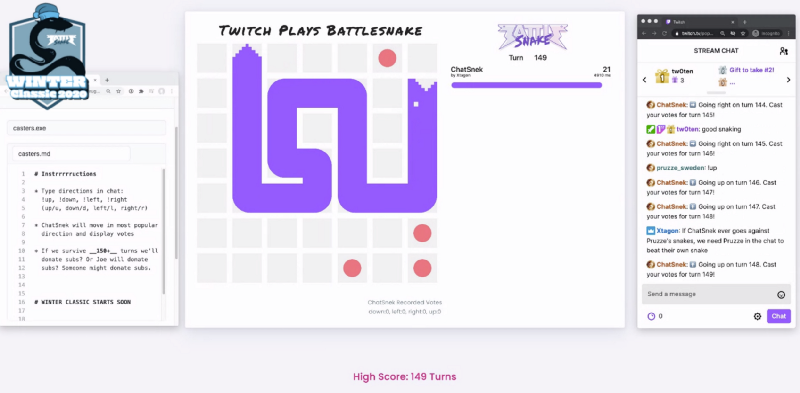 TWITCH PLAYS BATTLESNAKE
BATTLE
SNAKE
Turn 149
ChatSnek
by Xtagon
21
WINTER
Classic 2020
casters.exe
casters.md
1 # Instrrrrructions
2
3 * Type directions in chat:
4 !up, !down, !left, !right
5 (up/u, down/d, left/l, right/r)
6
7 * ChatSnek will move in most popular
8 direction and display votes
9
10 * If we survive __150+__ turns we'll
11 donate subs? Dr Joe will donate
12 subs? Someone might donate subs.
13
14
15
16 # WINTER CLASSIC STARTS SOON
17
18
ChatSnek Recorded Votes
down:0, left:0, right:0, up:0
High Score: 149 Turns
Twitch
Incognito
STREAM CHAT
tw0ten
3
Gift to take #2!
...
ChatSnek: Going right on turn 144. Cast
your votes for turn 145!
tw0ten: good snaking
ChatSnek: Going right on turn 145. Cast
your votes for turn 146!
pruzze_sweden: !up
ChatSnek: Going up on turn 146. Cast
your votes for turn 147!
ChatSnek: Going up on turn 147. Cast
your votes for turn 148!
Xtagon: If ChatSnek ever goes against
Pruzze's snakes, we need Pruzze in the chat to
beat their own snake
ChatSnek: Going up on turn 148. Cast
your votes for turn 149!
Send a message
0
Chat